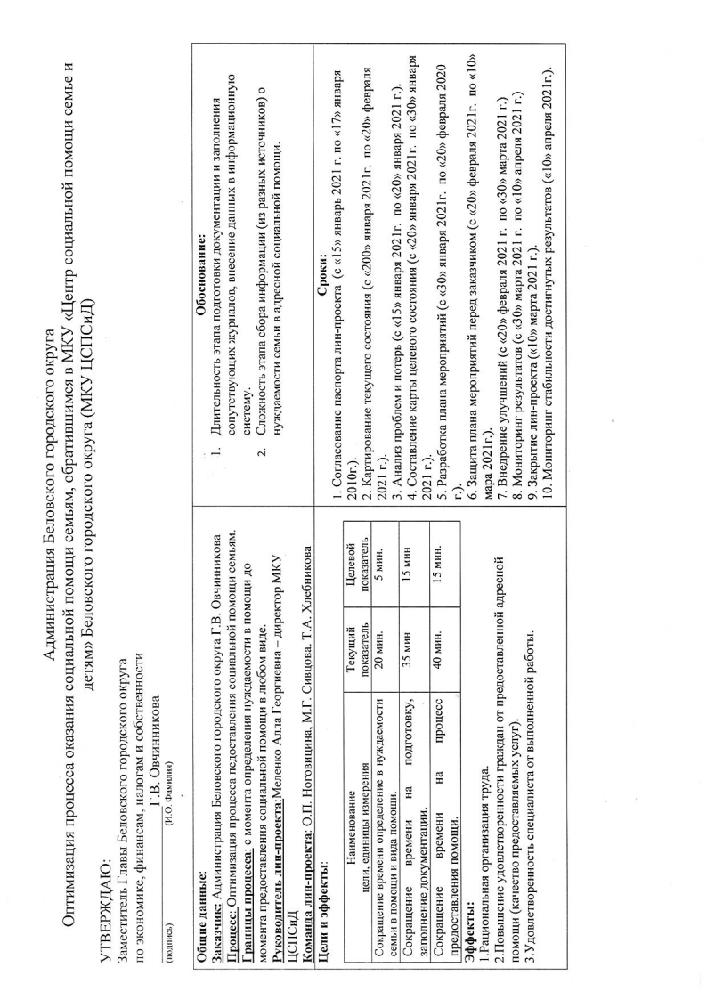 Администрация Беловского городского округа
Оптимизация процесса оказания социальной помощи семьям, обратившимся в МКУ «Центр социальной помощи семье и
детям» Беловского городского округа (МКУ ЦСПСиД)
УТВЕРЖДАЮ:
Заместитель Главы Беловского городского округа
по экономике, финансам, налогам и собственности
Г.В. Овчинникова
(подпись) (И.О. Фамилия)
Общие данные:
Заказчик: Администрация Беловского городского округа Г.В. Овчинникова
Процесс: Оптимизация процесса педоставления социальной помощи семьям.
Границы процесса: с момента определения нуждаемости в помощи до
момента предоставления социальной помощи в любом виде.
Руководитель лин-проекта:Меленко Алла Георгиевна – директор МКУ
ЦСПСиД
Команда лин-проекта: О.П. Ноговицина, М.Г. Сивцова, Т.А. Хлебникова
Обоснование:
1. Длительность этапа подготовки документации и заполнения
сопутствующих журналов, внесение данных в информационную
систему.
2. Сложность этапа сбора информации (из разных источников) о
нуждаемости семьи в адресной социальной помощи.
Цели и эффекты:
Наименование
цели, единицы измерения
Текущий
показатель
Целевой
показатель
Сокращение времени определение в нуждаемости
семьи в помощи и вида помощи.
20 мин.
5 мин.
Сокращение времени на подготовку,
заполнение документации.
35 мин
15 мин
Сокращение времени на процесс
предоставления помощи.
40 мин.
15 мин.
Эффекты:
1.Рациональная организация труда.
2.Повышение удовлетворенности граждан от предоставленной адресной
помощи (качество предоставляемых услуг).
3.Удовлетворенность специалиста от выполненной работы.
Сроки:
1. Согласование паспорта лин-проекта (с «15» январь 2021 г. по «17» января
2010г.).
2. Картирование текущего состояния (с «200» января 2021г. по «20» февраля
2021 г.).
3. Анализ проблем и потерь (с «15» января 2021г. по «20» января 2021 г.).
4. Составление карты целевого состояния (с «20» января 2021г. по «30» января
2021 г.).
5. Разработка плана мероприятий (с «30» января 2021г. по «20» февраля 2020
г.).
6. Защита плана мероприятий перед заказчиком (с «20» февраля 2021г. по «10»
мара 2021г.).
7. Внедрение улучшений (с «20» февраля 2021 г. по «30» марта 2021 г.)
8. Мониторинг результатов (с «30» марта 2021 г. по «10» апреля 2021 г.)
9. Закрытие лин-проекта («10» марта 2021 г.).
10. Мониторинг стабильности достигнутых результатов («10» апреля 2021г.).